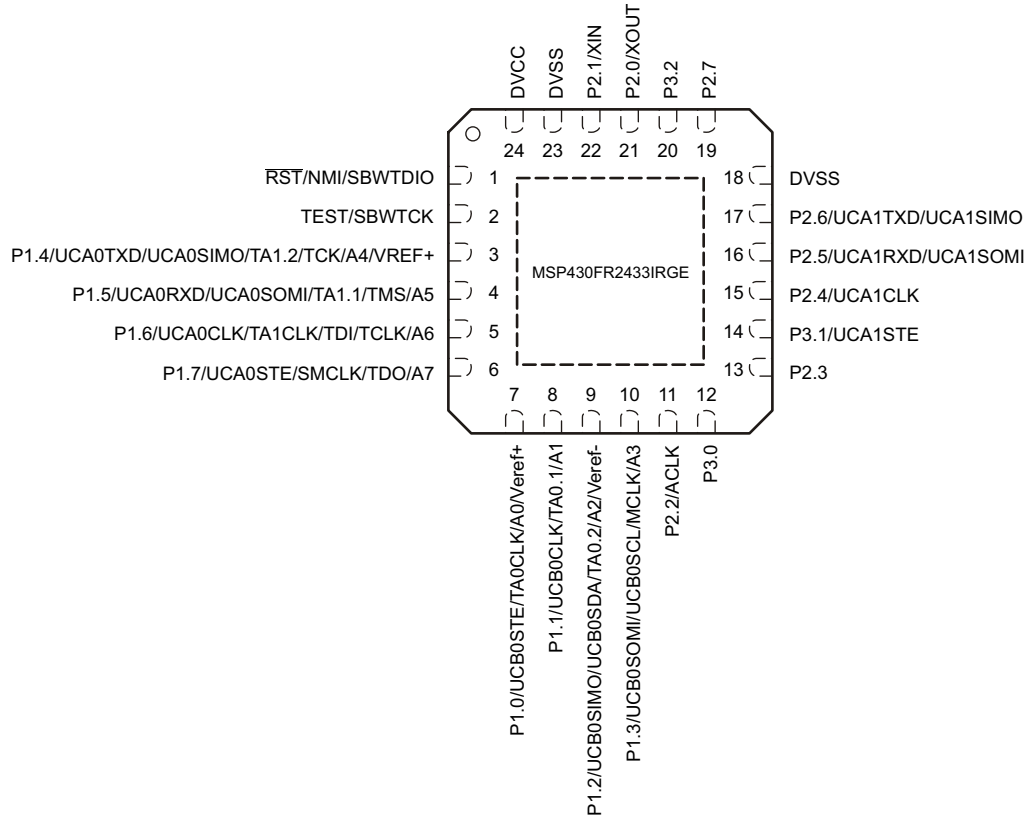 DVCC
DVSS
P2.1/XIN
P2.0/XOUT
P3.2
P2.7
24
23
22
21
20
19
RST/NMI/SBWTDIO
1
18
DVSS
TEST/SBWTCK
2
17
P2.6/UCA1TXD/UCA1SIMO
P1.4/UCA0TXD/UCA0SIMO/TA1.2/TCK/A4/VREF+
3
16
P2.5/UCA1RXD/UCA1SOMI
MSP430FR2433IRGE
P1.5/UCA0RXD/UCA0SOMI/TA1.1/TMS/A5
4
15
P2.4/UCA1CLK
P1.6/UCA0CLK/TA1CLK/TDI/TCLK/A6
5
14
P3.1/UCA1STE
P1.7/UCA0STE/SMCLK/TDO/A7
6
13
P2.3
7
8
9
10
11
12
P1.0/UCB0STE/TA0CLK/A0/Veref+
P1.1/UCB0CLK/TA0.1/A1
P1.2/UCB0SIMO/UCB0SDA/TA0.2/A2/Veref-
P1.3/UCB0SOMI/UCB0SCL/MCLK/A3
P2.2/ACLK
P3.0